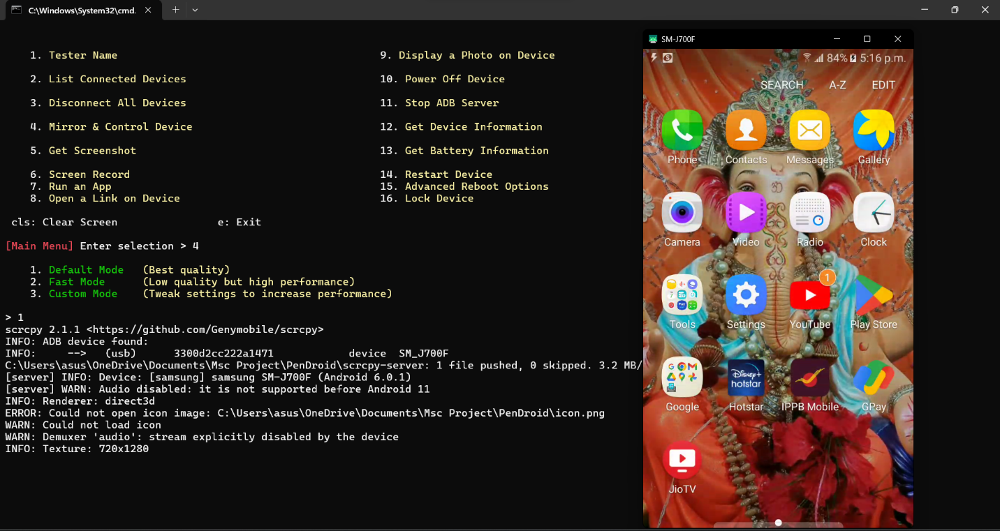 C:\Windows\System32\cmd.
1. Tester Name
9. Display a Photo on Device
2. List Connected Devices
10. Power Off Device
3. Disconnect All Devices
11. Stop ADB Server
4. Mirror & Control Device
12. Get Device Information
5. Get Screenshot
13. Get Battery Information
6. Screen Record
14. Restart Device
7. Run an App
15. Advanced Reboot Options
8. Open a Link on Device
16. Lock Device
cls: Clear Screen e: Exit
[Main Menu] Enter selection > 4
1. Default Mode (Best quality)
2. Fast Mode (Low quality but high performance)
3. Custom Mode (Tweak settings to increase performance)
> 1
scrcpy 2.1.1 <https://github.com/Genymobile/scrcpy>
INFO: ADB device found:
INFO: --> (usb) 3300d2cc222a1471 device SM_J700F
C:\Users\asus\OneDrive\Documents\Msc Project\PenDroid\scrcpy-server: 1 file pushed, 0 skipped. 3.2 MB/
[server] INFO: Device: [samsung] samsung SM-J700F (Android 6.0.1)
[server] WARN: Audio disabled: it is not supported before Android 11
INFO: Renderer: direct3d
ERROR: Could not open icon image: C:\Users\asus\OneDrive\Documents\Msc Project\PenDroid\icon.png
WARN: Could not load icon
WARN: Demuxer 'audio': stream explicitly disabled by the device
INFO: Texture: 720x1280
SM-J700F
84% 5:16 p.m.
SEARCH A-Z EDIT
Phone Contacts Messages Gallery
Camera Video Radio Clock
1
Tools Settings YouTube Play Store
Disney+
hotstar
Google Hotstar IPPB Mobile GPay
JioTV